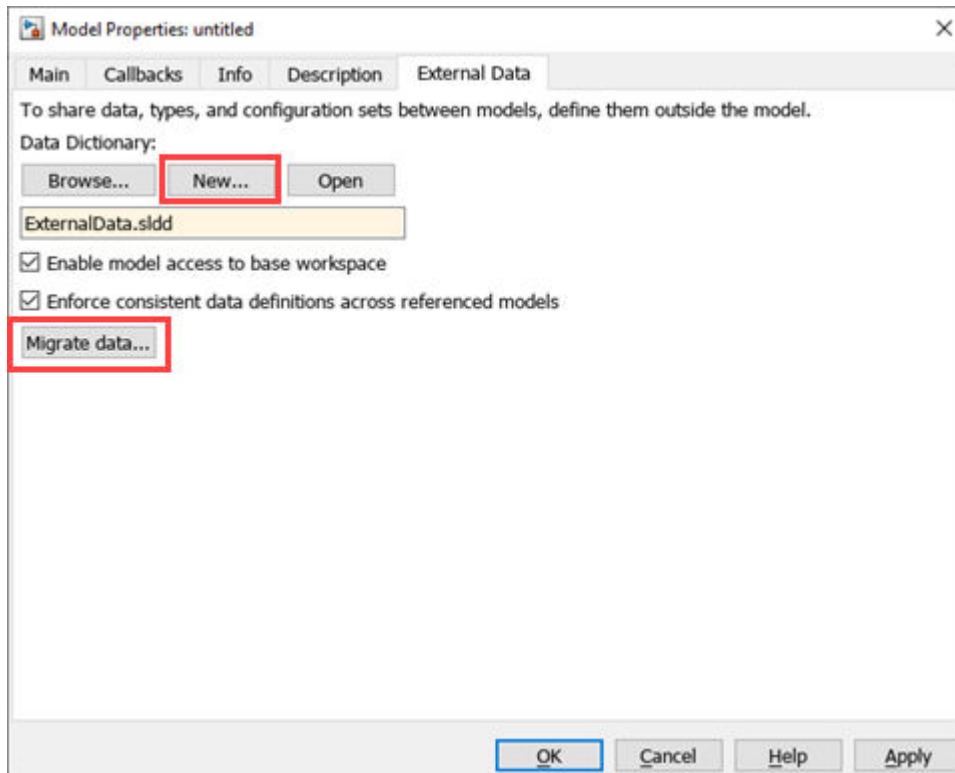 Model Properties: untitled
Main Callbacks Info Description External Data
To share data, types, and configuration sets between models, define them outside the model.
Data Dictionary:
Browse... New... Open
ExternalData.sldd
Enable model access to base workspace
Enforce consistent data definitions across referenced models
Migrate data...
OK Cancel Help Apply